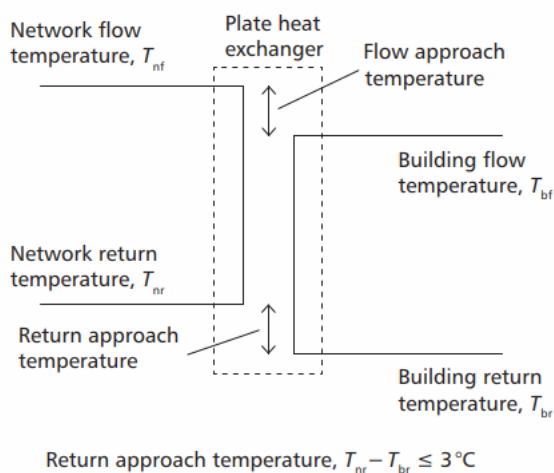 Network flow
temperature, Tnf
Plate heat
exchanger
Flow approach
temperature
Building flow
temperature, Tbf
Network return
temperature, Tnr
Return approach
temperature
Building return
temperature, Tbr
Return approach temperature, Tnr – Tbr ≤ 3°C